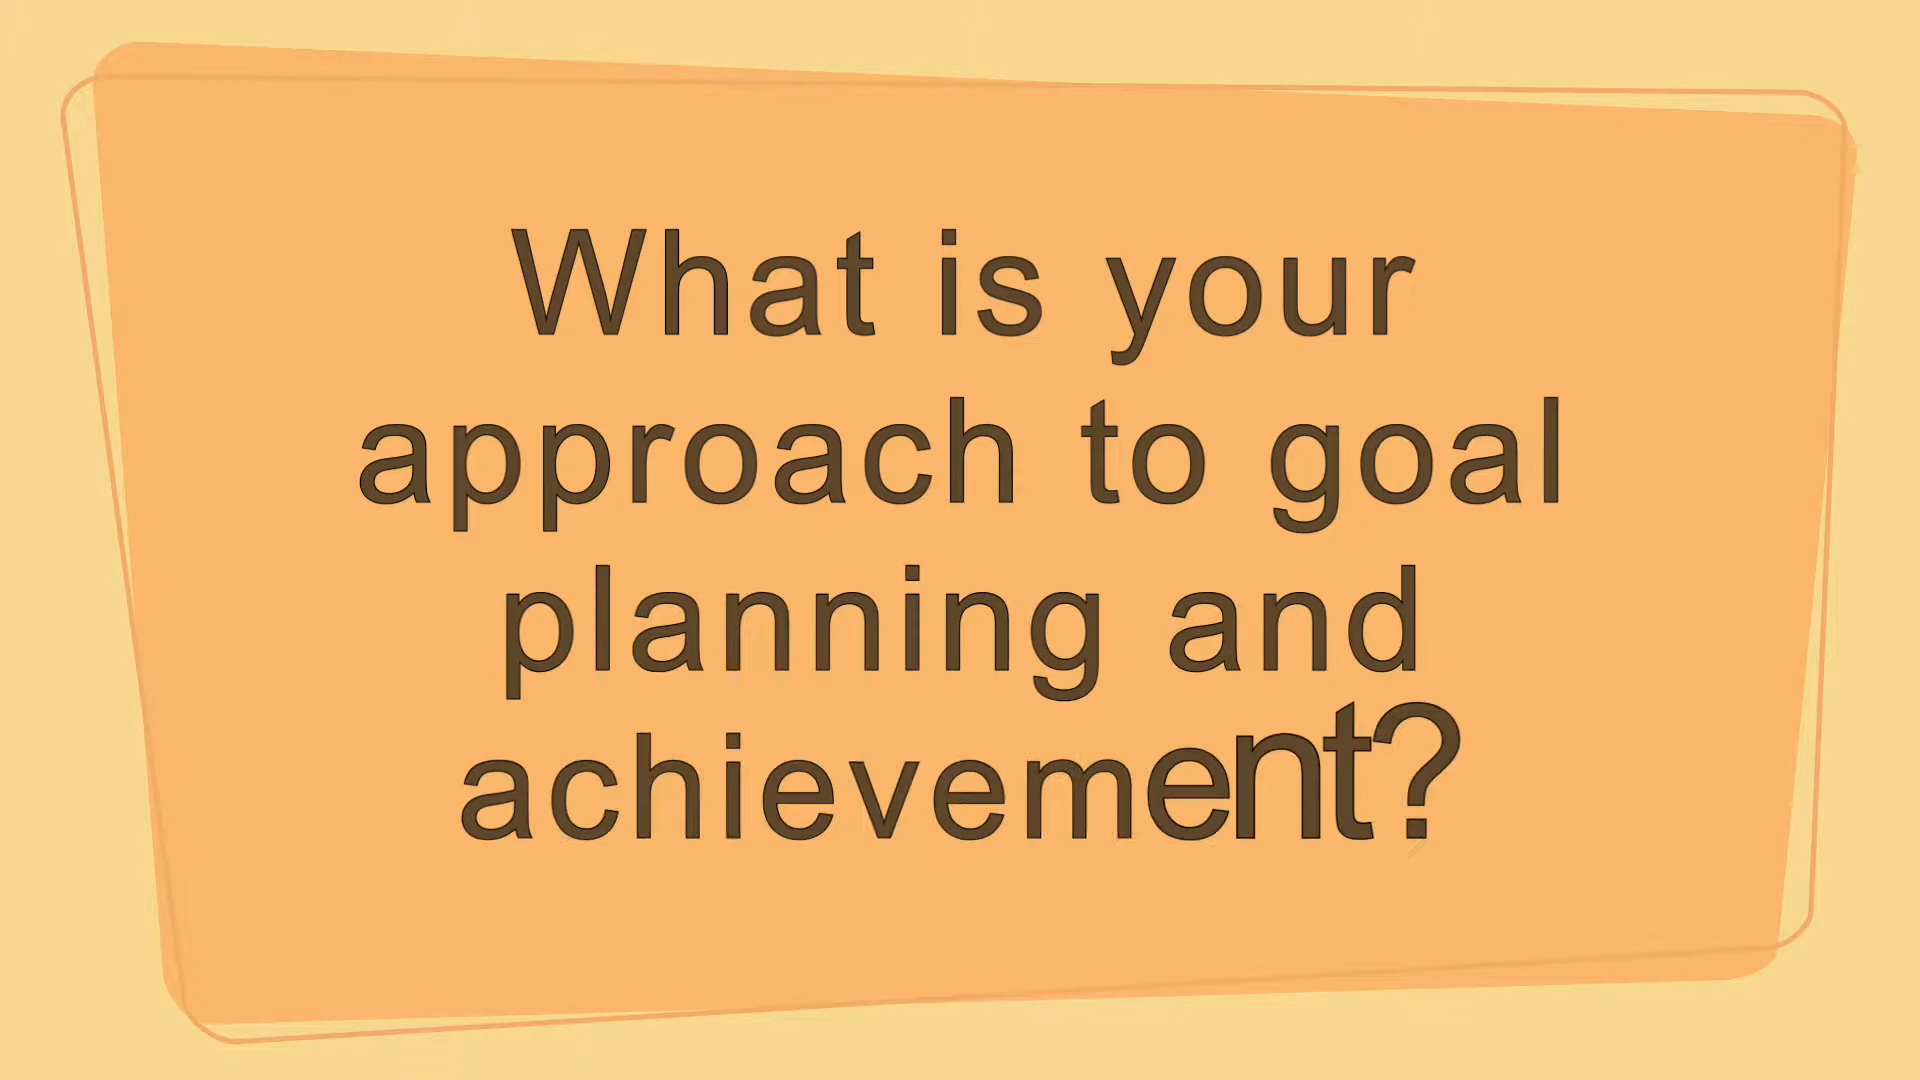 What is your
approach to goal
planning and
achievement?